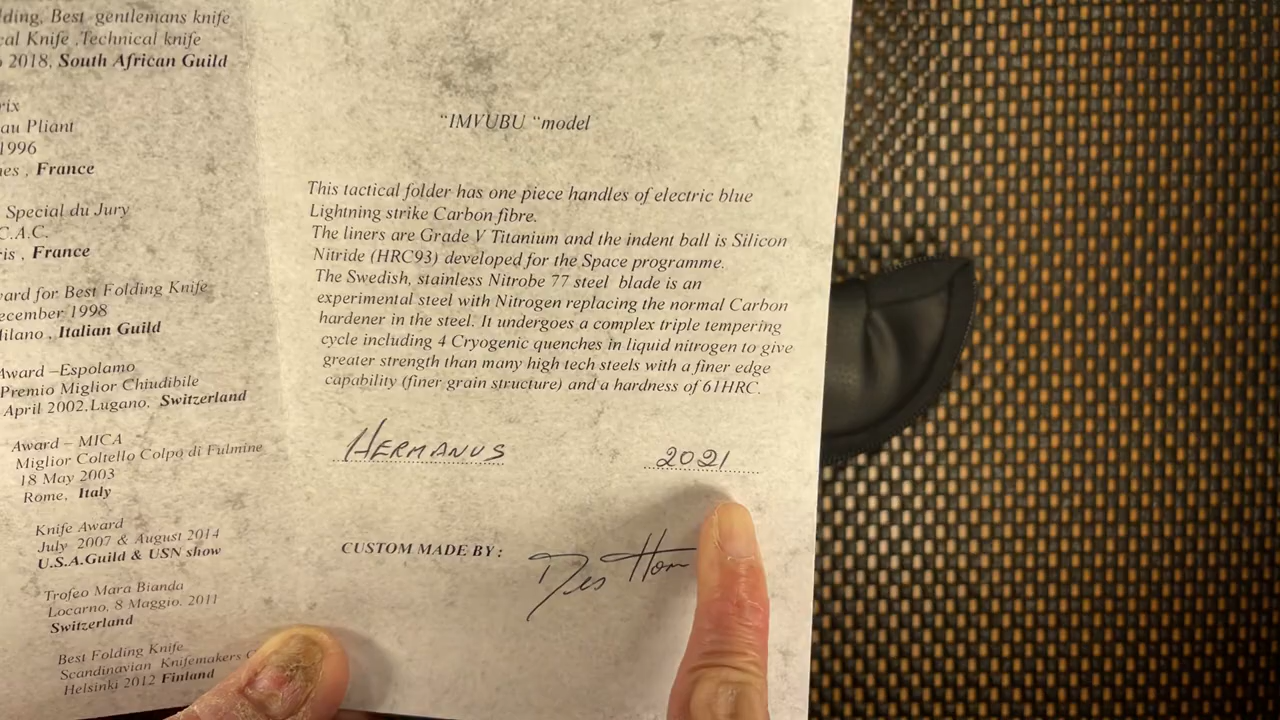 lding, Best gentlemans knife
cal Knife ,Technical knife
2018, South African Guild
rix
au Pliant
1996
nes , France
Special du Jury
C.A.C.
ris , France
ward for Best Folding Knife
ecember 1998
Milano , Italian Guild
Award –Espolamo
Premio Miglior Chiudibile
April 2002,Lugano, Switzerland
Award – MICA
Miglior Coltello Colpo di Fulmine
18 May 2003
Rome, Italy
Knife Award
July 2007 & August 2014
U.S.A.Guild & USN show
Trofeo Mara Bianda
Locarno, 8 Maggio. 2011
Switzerland
Best Folding Knife
Scandinavian Knifemakers
Helsinki 2012 Finland
“IMVUBU “model
This tactical folder has one piece handles of electric blue
Lightning strike Carbon fibre.
The liners are Grade V Titanium and the indent ball is Silicon
Nitride (HRC93) developed for the Space programme.
The Swedish, stainless Nitrobe 77 steel blade is an
experimental steel with Nitrogen replacing the normal Carbon
hardener in the steel. It undergoes a complex triple tempering
cycle including 4 Cryogenic quenches in liquid nitrogen to give
greater strength than many high tech steels with a finer edge
capability (finer grain structure) and a hardness of 61HRC.
HERMANUS 2021
CUSTOM MADE BY: Des Hor